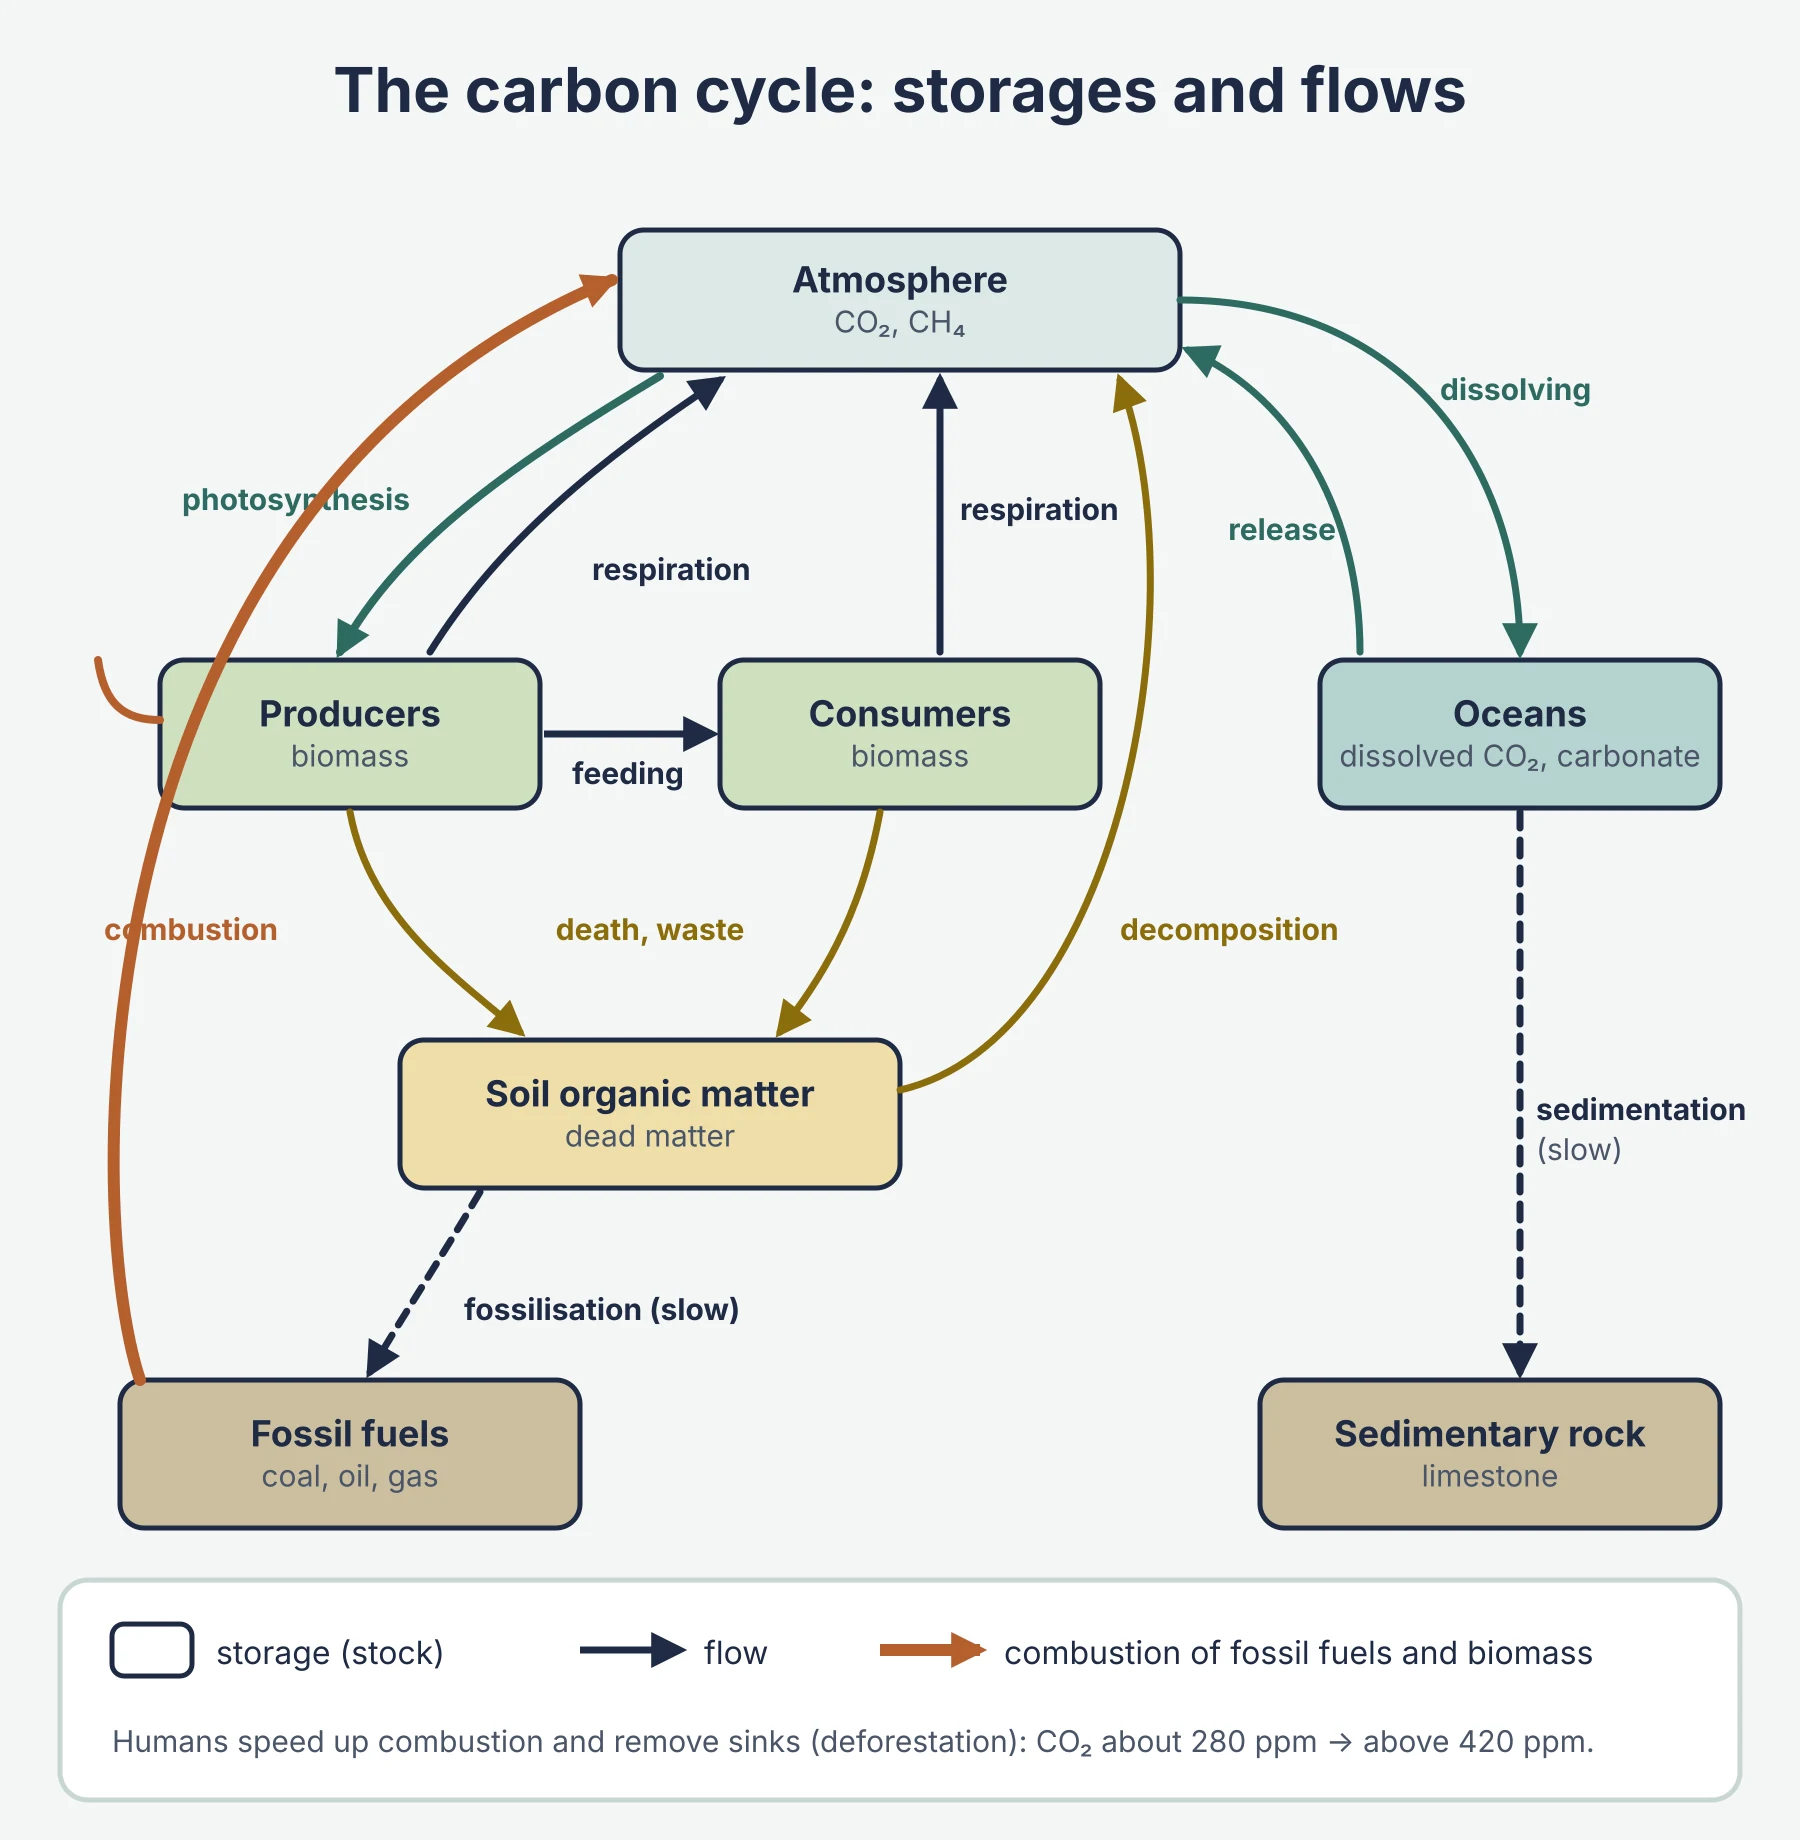 The carbon cycle: storages and flows
Atmosphere
CO₂, CH₄
dissolving
photosynthesis
respiration
release
respiration
Producers
biomass
feeding
Consumers
biomass
Oceans
dissolved CO₂, carbonate
combustion
death, waste
decomposition
Soil organic matter
dead matter
sedimentation
(slow)
fossilisation (slow)
Fossil fuels
coal, oil, gas
Sedimentary rock
limestone
storage (stock)
flow
combustion of fossil fuels and biomass
Humans speed up combustion and remove sinks (deforestation): CO₂ about 280 ppm → above 420 ppm.